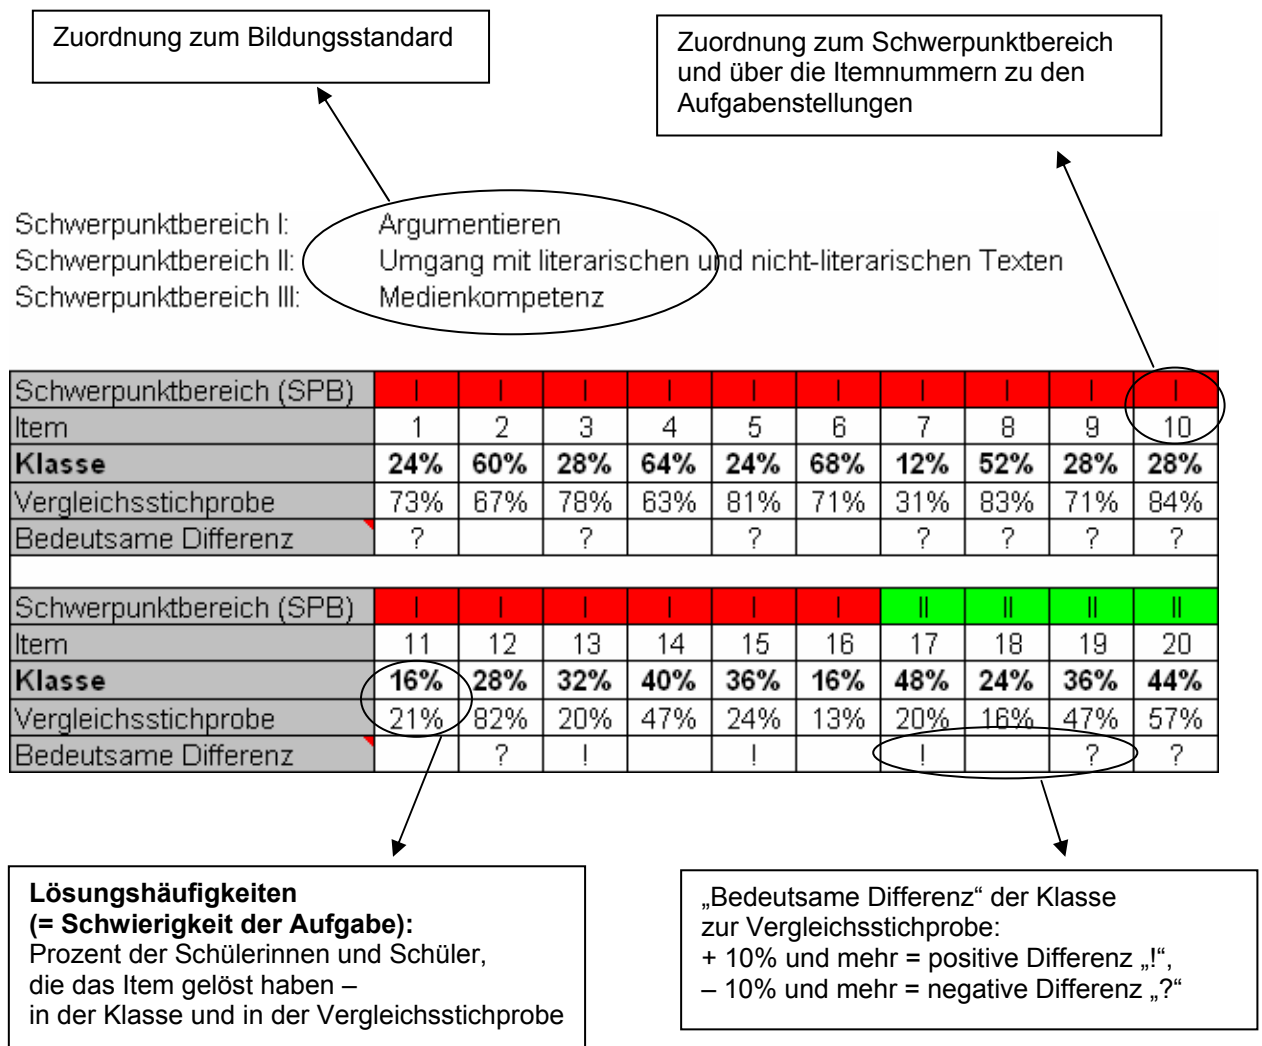 Zuordnung zum Bildungsstandard
Zuordnung zum Schwerpunktbereich
und über die Itemnummern zu den
Aufgabenstellungen
Schwerpunktbereich I: Argumentieren
Schwerpunktbereich II: Umgang mit literarischen und nicht-literarischen Texten
Schwerpunktbereich III: Medienkompetenz
Schwerpunktbereich (SPB) I I I I I I I I I I
Item 1 2 3 4 5 6 7 8 9 10
Klasse 24% 60% 28% 64% 24% 68% 12% 52% 28% 28%
Vergleichsstichprobe 73% 67% 78% 63% 81% 71% 31% 83% 71% 84%
Bedeutsame Differenz ? ? ? ? ? ? ?
Schwerpunktbereich (SPB) I I I I I I II II II II
Item 11 12 13 14 15 16 17 18 19 20
Klasse 16% 28% 32% 40% 36% 16% 48% 24% 36% 44%
Vergleichsstichprobe 21% 82% 20% 47% 24% 13% 20% 16% 47% 57%
Bedeutsame Differenz ? ! ! ! ? ?
Lösungshäufigkeiten
(= Schwierigkeit der Aufgabe):
Prozent der Schülerinnen und Schüler,
die das Item gelöst haben –
in der Klasse und in der Vergleichsstichprobe
„Bedeutsame Differenz“ der Klasse
zur Vergleichsstichprobe:
+ 10% und mehr = positive Differenz „!“,
– 10% und mehr = negative Differenz „?“